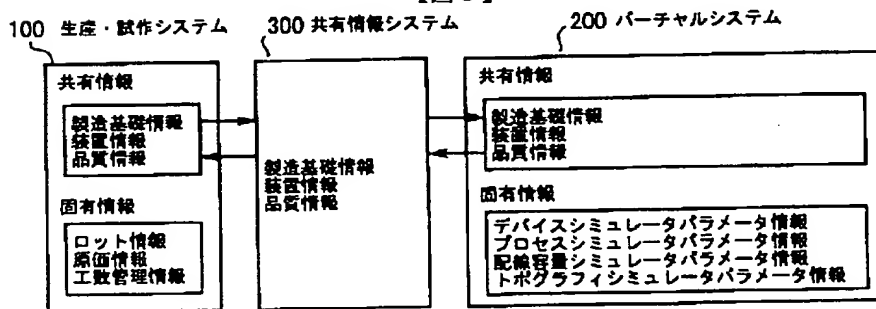 100 生産・試作システム
共有情報
製造基礎情報
装置情報
品質情報
固有情報
ロット情報
原価情報
工数管理情報
300 共有情報システム
製造基礎情報
装置情報
品質情報
200 バーチャルシステム
共有情報
製造基礎情報
装置情報
品質情報
固有情報
デバイスシミュレータパラメータ情報
プロセスシミュレータパラメータ情報
配線容量シミュレータパラメータ情報
トポグラフィシミュレータパラメータ情報